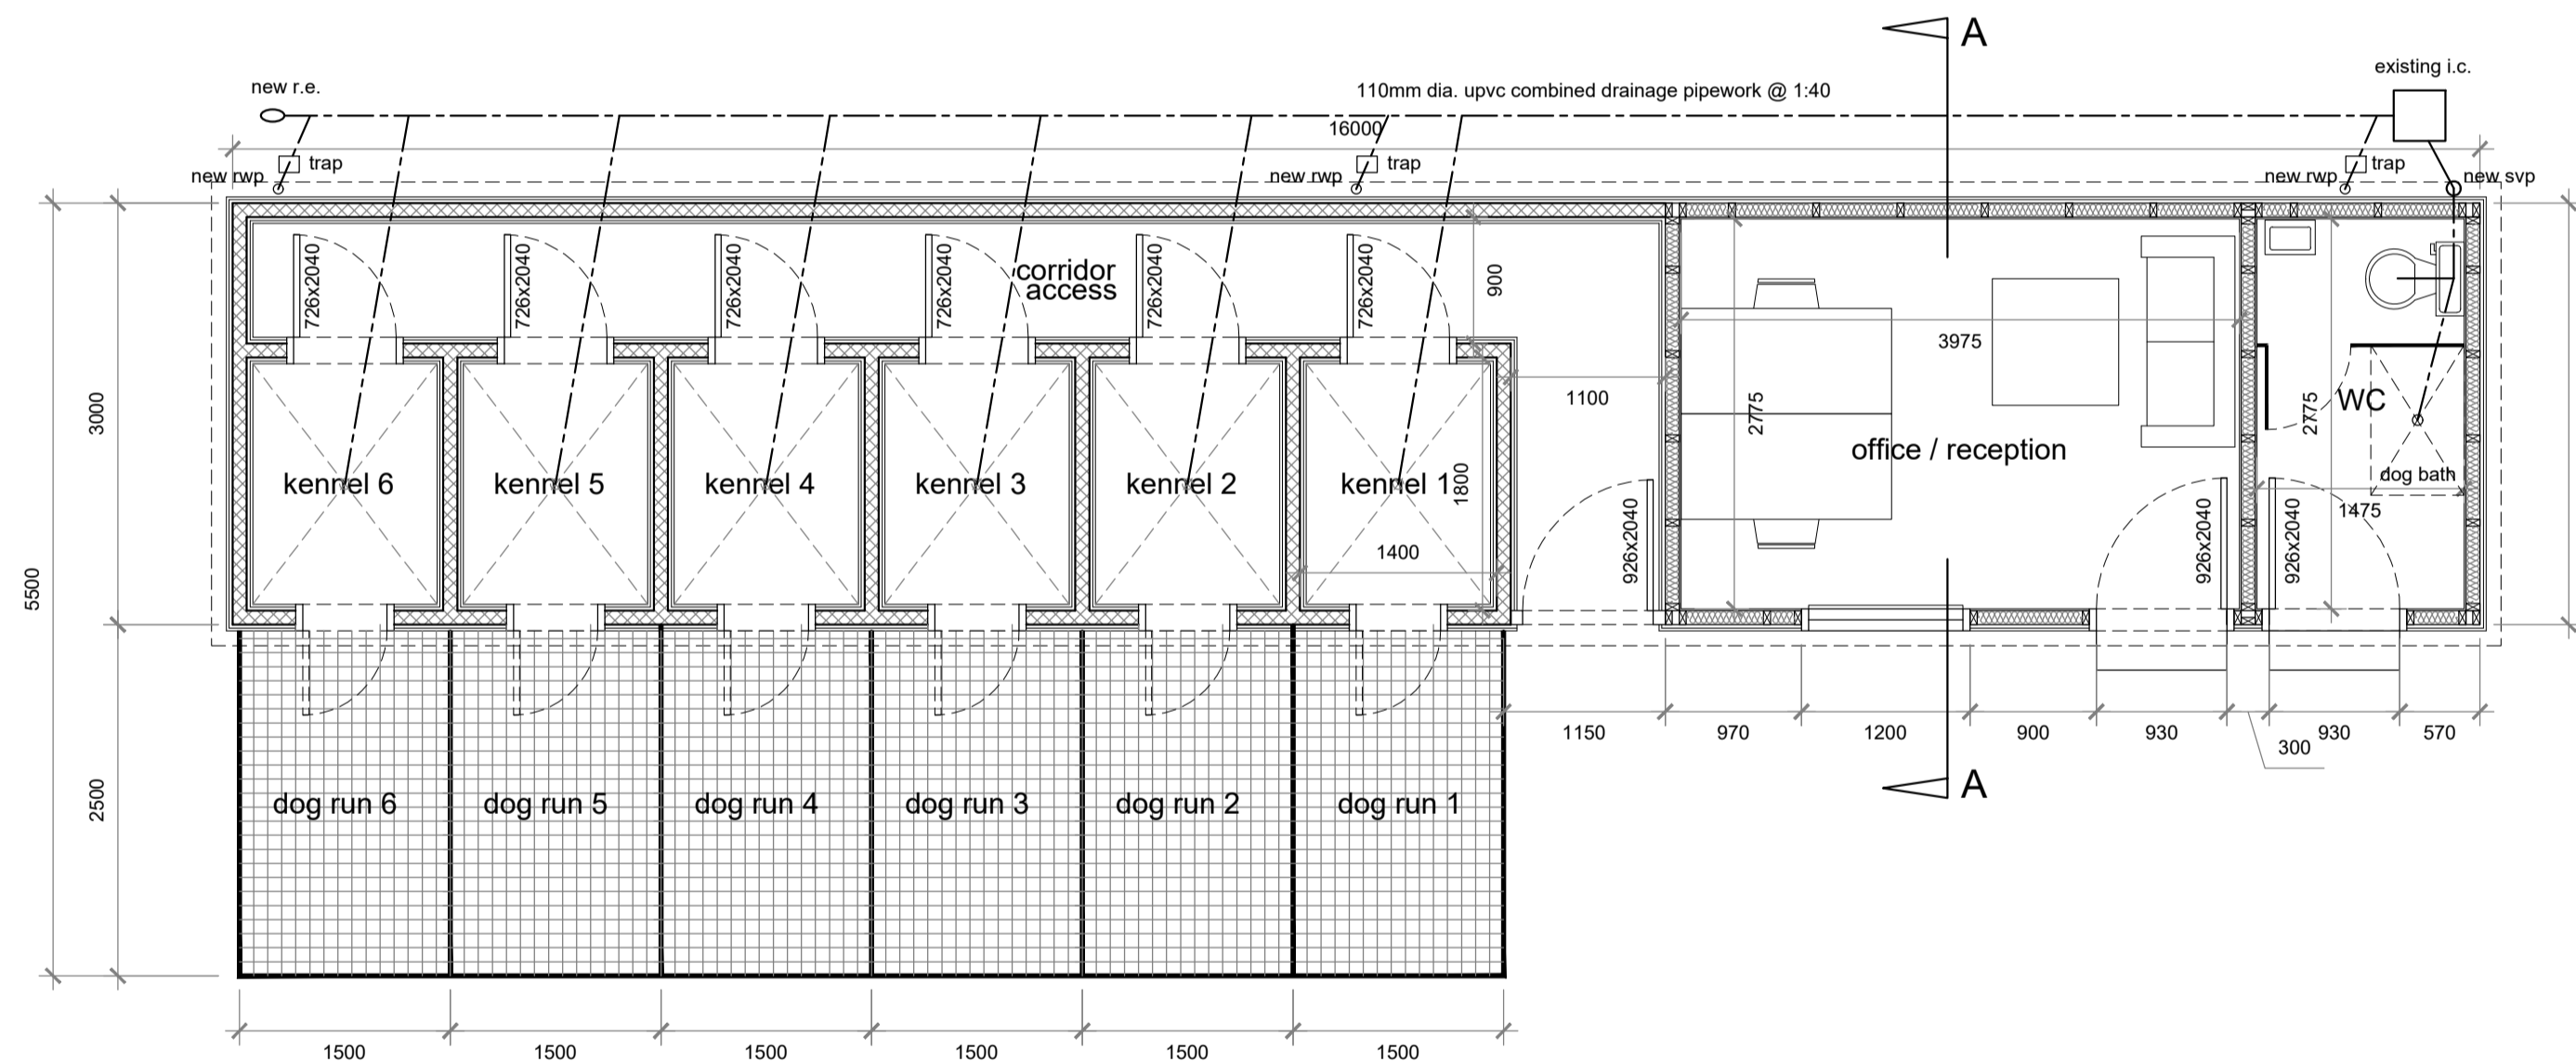 A
existing i.c.
new r.e.
110mm dia. upvc combined drainage pipework @ 1:40
16000
trap
trap
trap
new rwp
new rwp
new rwp
new svp
726x2040
726x2040
726x2040
726x2040
726x2040
726x2040
corridor
access
900
3975
1100
3000
2775
2775
WC
office / reception
dog bath
kennel 6
kennel 5
kennel 4
kennel 3
kennel 2
kennel 1
1800
1475
926x2040
926x2040
926x2040
1400
5500
1150
970
1200
900
930
300
930
570
A
2500
dog run 6
dog run 5
dog run 4
dog run 3
dog run 2
dog run 1
1500
1500
1500
1500
1500
1500